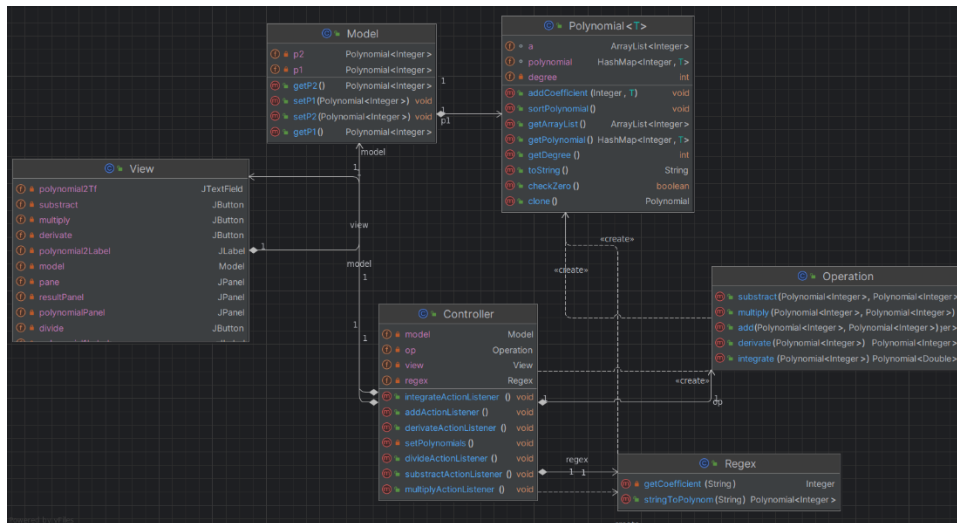 Model
p2 Polynomial<Integer>
p1 Polynomial<Integer>
getP2() Polynomial<Integer>
setP1(Polynomial<Integer>) void
setP2(Polynomial<Integer>) void
getP1() Polynomial<Integer>
Polynomial<T>
a ArrayList<Integer>
polynomial HashMap<Integer, T>
degree int
addCoefficient (Integer, T) void
sortPolynomial() void
getArrayList() ArrayList<Integer>
getPolynomial() HashMap<Integer, T>
getDegree() int
toString() String
checkZero() boolean
clone() Polynomial
1
1
p1
model
1
View
polynomial2Tf JTextField
substract JButton
multiply JButton
derivate JButton
polynomial2Label JLabel
model Model
pane JPanel
resultPanel JPanel
polynomialPanel JPanel
divide JButton
view
1
model
1
1
1
«create»
«create»
Operation
substract(Polynomial<Integer>, Polynomial<Integer>
multiply(Polynomial<Integer>, Polynomial<Integer>)
add(Polynomial<Integer>, Polynomial<Integer>)
derivate(Polynomial<Integer>) Polynomial<Integer>
integrate (Polynomial<Integer>) Polynomial<Double>
Controller
model Model
op Operation
view View
regex Regex
integrateActionListener () void
addActionListener () void
derivateActionListener () void
setPolynomials () void
divideActionListener () void
substractActionListener () void
multiplyActionListener () void
«create»
1
1
op
regex
1 1
Regex
getCoefficient (String) Integer
stringToPolynom(String) Polynomial<Integer>